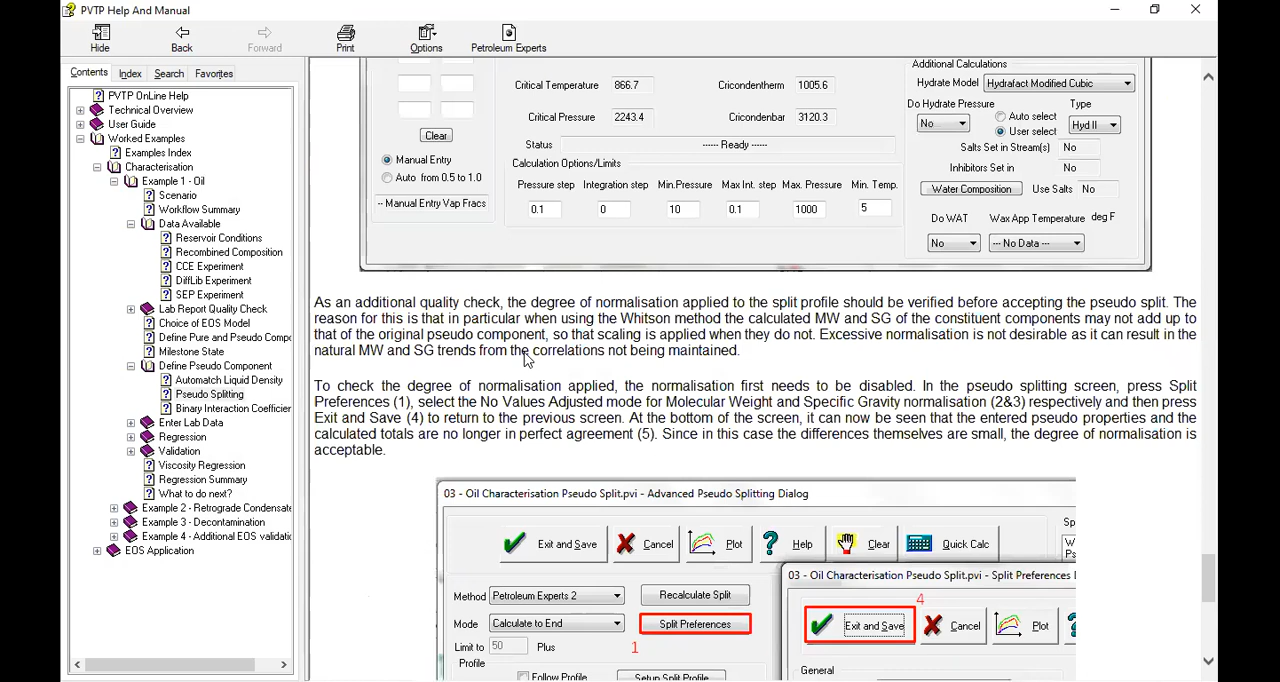 PVTP Help And Manual
Hide Back Forward Print Options Petroleum Experts
Contents Index Search Favorites
PVTP OnLine Help
Technical Overview
User Guide
Worked Examples
Examples Index
Characterisation
Example 1 - Oil
Scenario
Workflow Summary
Data Available
Reservoir Conditions
Recombined Composition
CCE Experiment
DiffLib Experiment
SEP Experiment
Lab Report Quality Check
Choice of EOS Model
Define Pure and Pseudo Compo
Milestone State
Define Pseudo Component
Automatch Liquid Density
Pseudo Splitting
Binary Interaction Coefficien
Enter Lab Data
Regression
Validation
Viscosity Regression
Regression Summary
What to do next?
Example 2 - Retrograde Condensate
Example 3 - Decontamination
Example 4 - Additional EOS validatio
EOS Application
Clear
Manual Entry
Auto from 0.5 to 1.0
-- Manual Entry Vap Fracs
Critical Temperature 866.7 Cricondentherm 1005.6
Critical Pressure 2243.4 Cricondenbar 3120.3
Status ----- Ready -----
Calculation Options/Limits
Pressure step Integration step Min.Pressure Max Int. step Max. Pressure Min. Temp.
0.1 0 10 0.1 1000 5
Additional Calculations
Hydrate Model Hydrafact Modified Cubic
Do Hydrate Pressure Type
No Auto select
User select Hyd II
Salts Set in Stream(s) No
Inhibitors Set in No
Water Composition Use Salts No
Do WAT Wax App Temperature deg F
No --- No Data ---
As an additional quality check, the degree of normalisation applied to the split profile should be verified before accepting the pseudo split. The
reason for this is that in particular when using the Whitson method the calculated MW and SG of the constituent components may not add up to
that of the original pseudo component, so that scaling is applied when they do not. Excessive normalisation is not desirable as it can result in the
natural MW and SG trends from the correlations not being maintained.
To check the degree of normalisation applied, the normalisation first needs to be disabled. In the pseudo splitting screen, press Split
Preferences (1), select the No Values Adjusted mode for Molecular Weight and Specific Gravity normalisation (2&3) respectively and then press
Exit and Save (4) to return to the previous screen. At the bottom of the screen, it can now be seen that the entered pseudo properties and the
calculated totals are no longer in perfect agreement (5). Since in this case the differences themselves are small, the degree of normalisation is
acceptable.
03 - Oil Characterisation Pseudo Split.pvi - Advanced Pseudo Splitting Dialog
Exit and Save Cancel Plot Help Clear Quick Calc
Sp
W
Ps
Method Petroleum Experts 2 Recalculate Split
Mode Calculate to End Split Preferences
Limit to 50 Plus 1
Profile
Follow Profile Setup Split Profile
03 - Oil Characterisation Pseudo Split.pvi - Split Preferences D
4
Exit and Save Cancel Plot
General